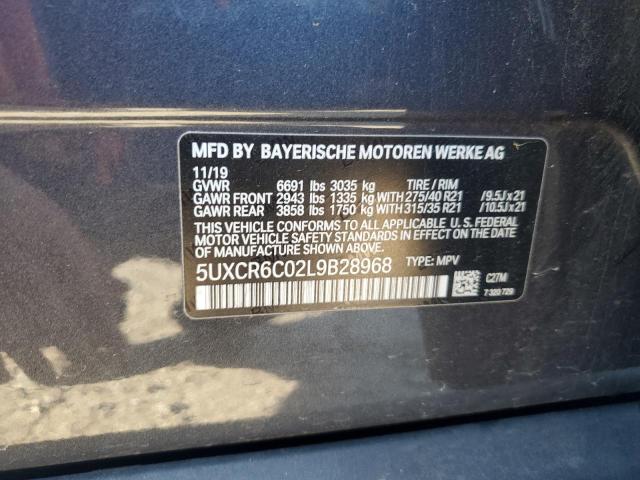 MFD BY BAYERISCHE MOTOREN WERKE AG
11/19
GVWR 6691 lbs 3035 kg TIRE / RIM
GAWR FRONT 2943 lbs 1335 kg WITH 275/40 R21 /9.5Jx21
GAWR REAR 3858 lbs 1750 kg WITH 315/35 R21 /10.5Jx21
THIS VEHICLE CONFORMS TO ALL APPLICABLE U. S. FEDERAL
MOTOR VEHICLE SAFETY STANDARDS IN EFFECT ON THE DATE
OF MANUFACTURE SHOWN ABOVE.
5UXCR6C02L9B28968 TYPE: MPV
C27M
7 320 729